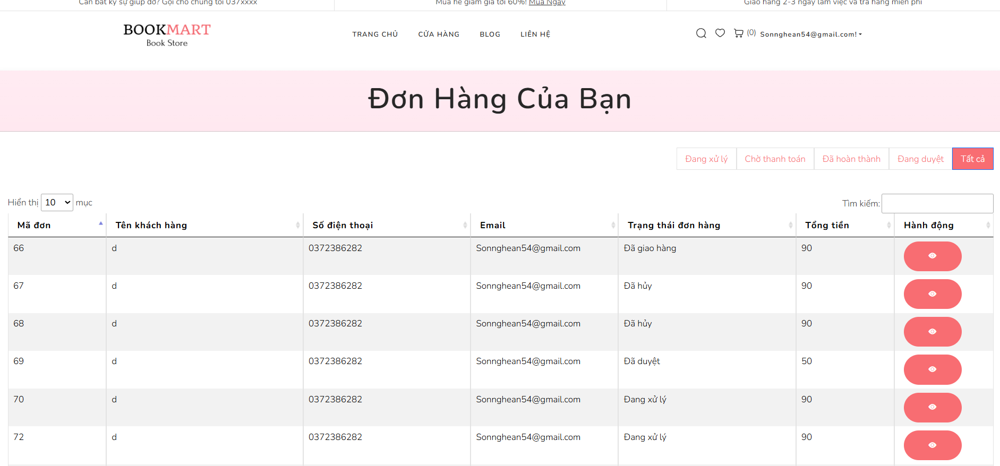 Cần bất kỳ sự giúp đỡ? Gọi cho chúng tôi 037xxxx
Mùa hè giảm giá tới 60%! Mua Ngay
Giao hàng 2-3 ngày làm việc và trả hàng miễn phí
BOOKMART
Book Store
TRANG CHỦ
CỬA HÀNG
BLOG
LIÊN HỆ
(0)
Sonnghean54@gmail.com!
Đơn Hàng Của Bạn
Đang xử lý
Chờ thanh toán
Đã hoàn thành
Đang duyệt
Tất cả
Hiển thị 10 mục
Tìm kiếm:
Mã đơn Tên khách hàng Số điện thoại Email Trạng thái đơn hàng Tổng tiền Hành động
66 d 0372386282 Sonnghean54@gmail.com Đã giao hàng 90
67 d 0372386282 Sonnghean54@gmail.com Đã hủy 90
68 d 0372386282 Sonnghean54@gmail.com Đã hủy 90
69 d 0372386282 Sonnghean54@gmail.com Đã duyệt 50
70 d 0372386282 Sonnghean54@gmail.com Đang xử lý 90
72 d 0372386282 Sonnghean54@gmail.com Đang xử lý 90